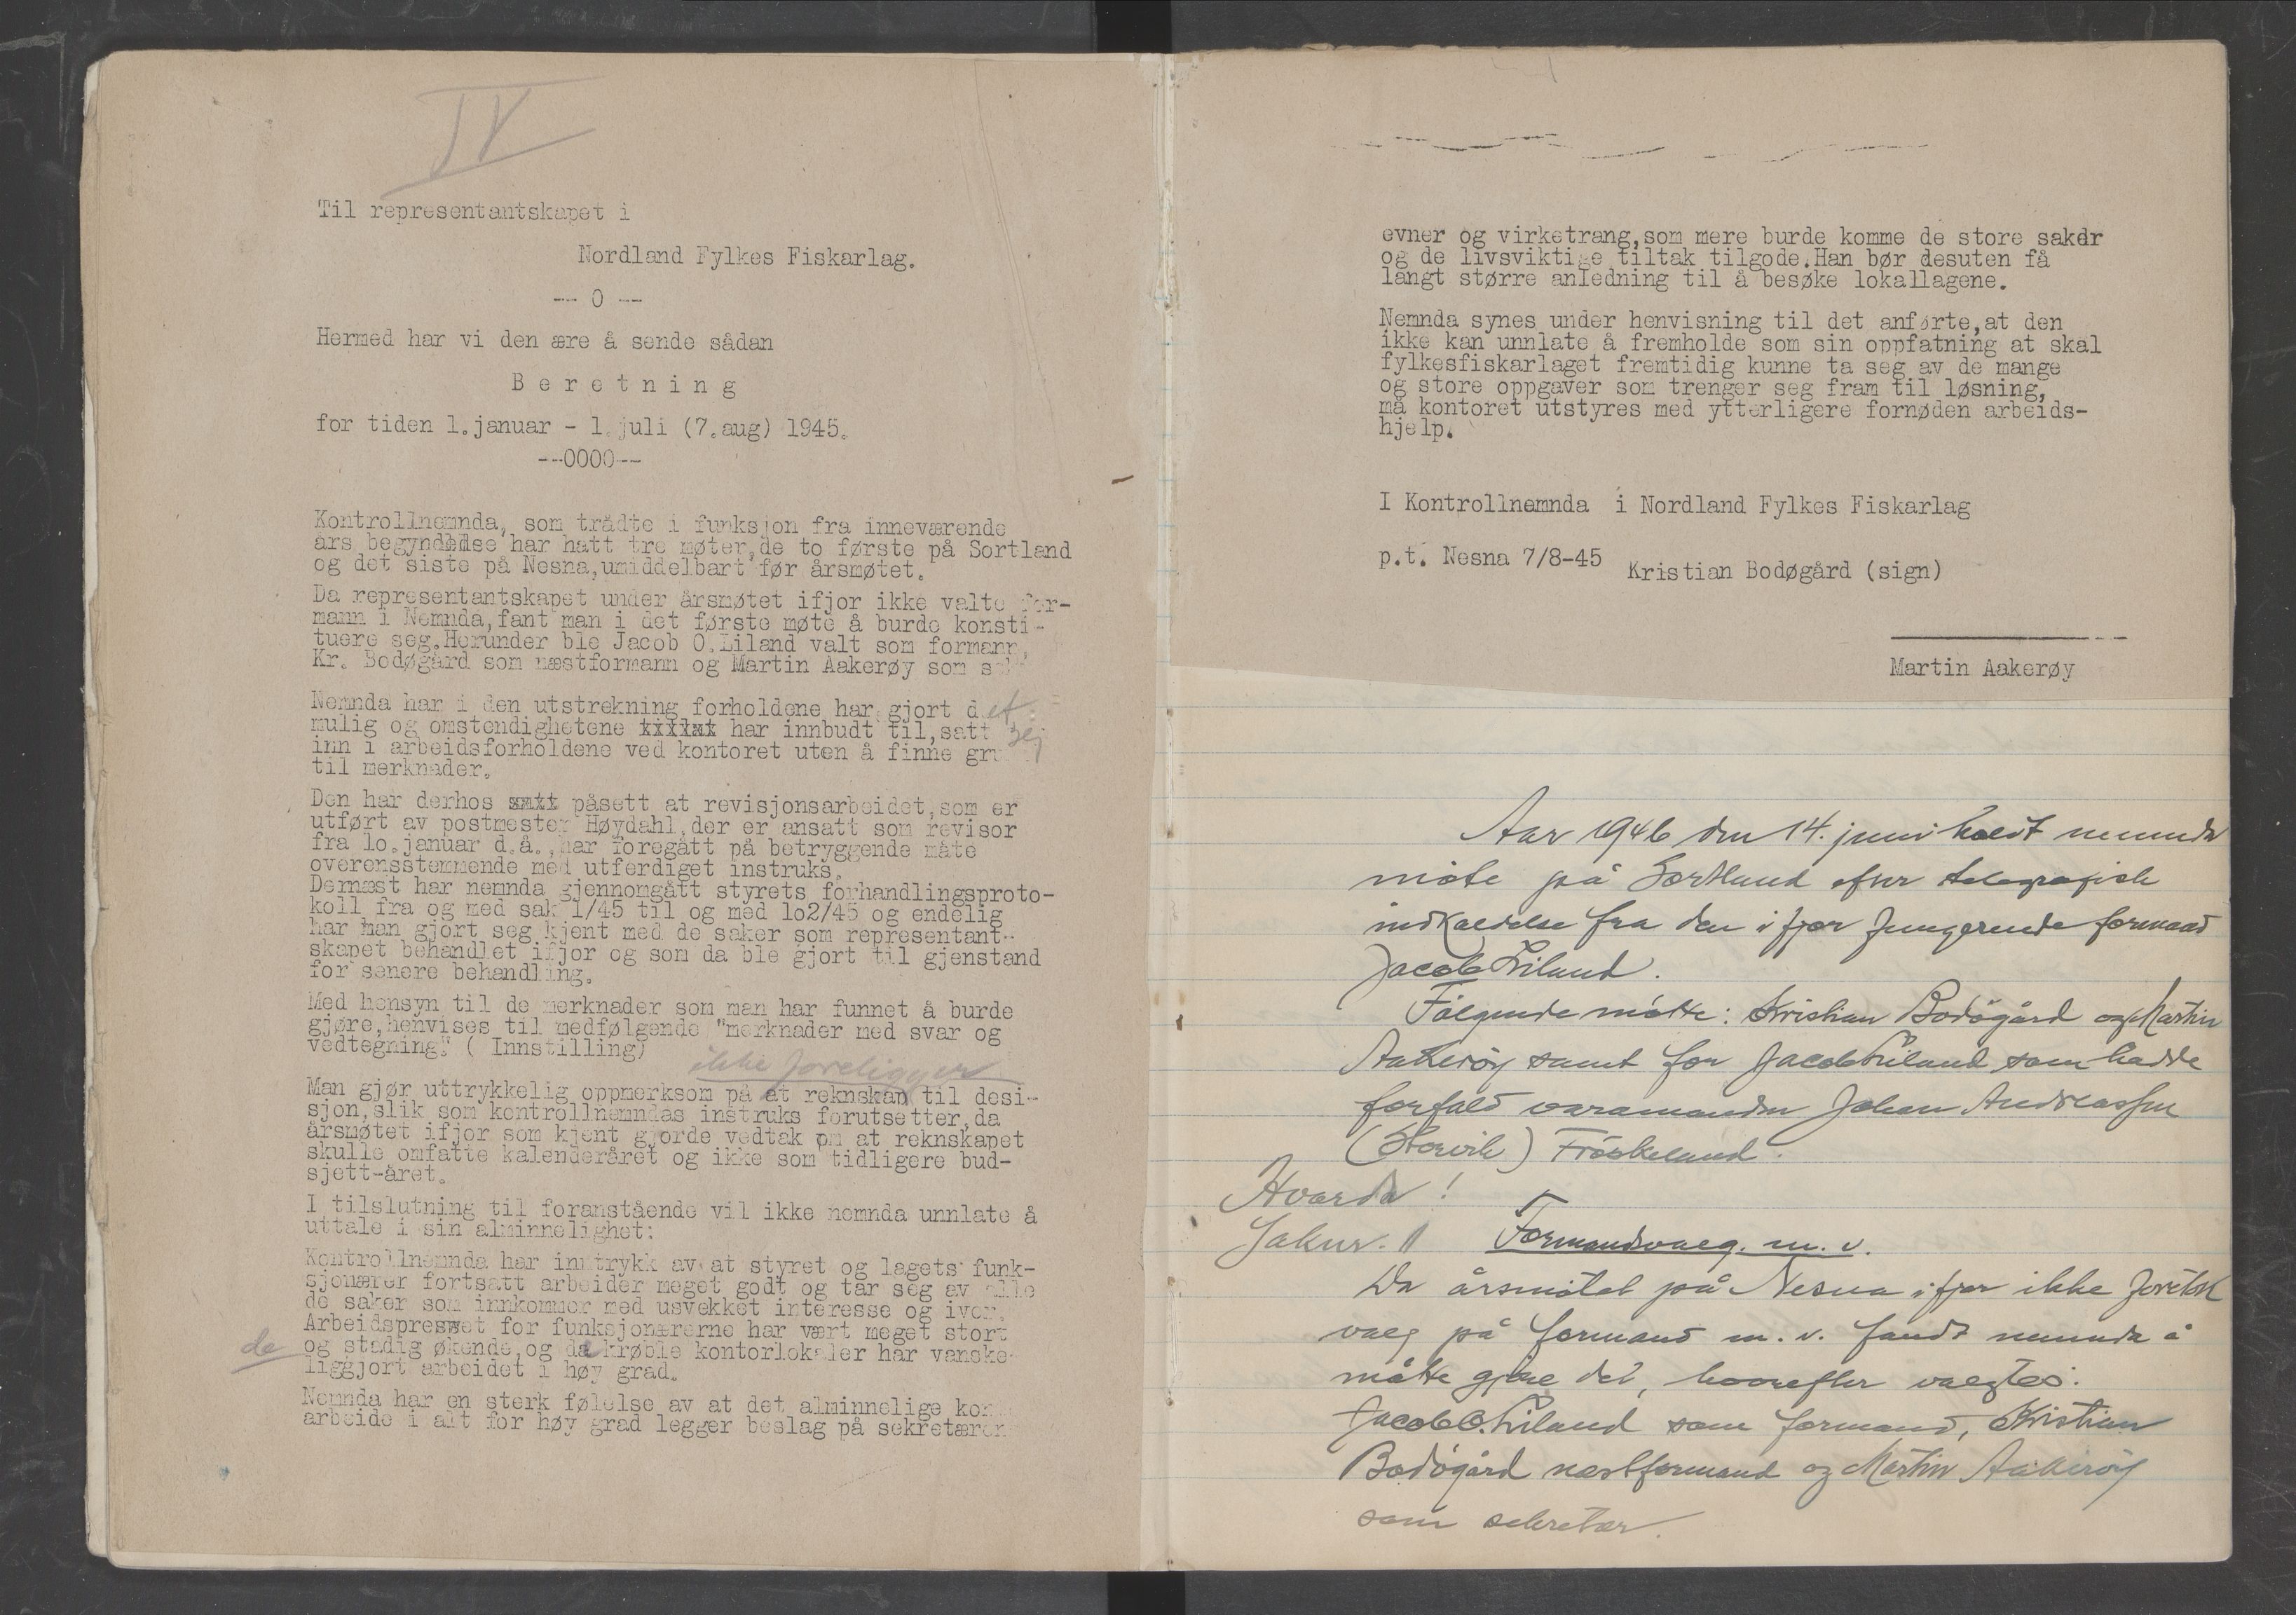 IV
Til representantskapet i
Nordland Fylkes Fiskarlag.
-- O --
Hermed har vi den ære å sende sådan
Beretning
for tiden 1.januar - 1.juli (7.aug) 1945.
--0000--
Kontrollnemnda, som trådte i funksjon fra inneværende
års begyndelse har hatt tre møter,de to første på Sortland
og det siste på Nesna,umiddelbart før årsmøtet.
Da representantskapet under årsmøtet ifjor ikke valte for-
mann i Nemnda,fant man i det første møte å burde konsti-
tuere seg.Herunder ble Jacob O.Liland valt som formann,
Kr. Bodøgård som næstformann og Martin Aakerøy som
Nemnda har i den utstrekning forholdene har gjort det
mulig og omstendighetene har innbudt til,satt sej
inn i arbeidsforholdene ved kontoret uten å finne
til merknader.
Den har derhos påsett at revisjonsarbeidet,som er
utført av postmester Høydahl,der er ansatt som revisor
fra lo.januar d.å.,har foregått på betryggende måte
overensstemmende med utferdiget instruks.
Dernæst har nemnda gjennomgått styrets forhandlingsproto-
koll fra og med sak 1/45 til og med lo2/45 og endelig
har man gjort seg kjent med de saker som representant-
skapet behandlet ifjor og som da ble gjort til gjenstand
for senere behandling.
Med hensyn til de merknader som man har funnet å burde
gjøre,henvises til medfølgende "merknader med svar og
vedtegning" ( Innstilling)
ikke foreligger
Man gjør uttrykkelig oppmerksom på at reknskap til desi-
sjon,slik som kontrollnemndas instruks forutsetter,da
årsmøtet ifjor som kjent gjorde vedtak om at reknskapet
skulle omfatte kalenderåret og ikke som tidligere bud-
sjett-året.
I tilslutning til foranstående vil ikke nemnda unnlate å
uttale i sin alminnelighet:
Kontrollnemnda har inntrykk av at styret og lagets funk-
sjonærer fortsatt arbeider meget godt og tar seg av alle
de saker som innkommer med usvekket interesse og iver.
Arbeidspresset for funksjonærerne har vært meget stort
de og stadig økende,og de krøble kontorlokaler har vanske-
liggjort arbeidet i høy grad.
Nemnda har en sterk følelse av at det alminnelige
arbeide i alt for høy grad legger beslag på sekretæren
evner og virketrang,som mere burde komme de store saker
og de livsviktige tiltak tilgode.Han bør desuten få
langt større anledning til å besøke lokallagene.
Nemnda synes under henvisning til det anførte,at den
ikke kan unnlate å fremholde som sin oppfatning at skal
fylkesfiskarlaget fremtidig kunne ta seg av de mange
og store oppgaver som trenger seg fram til løsning,
må kontoret utstyres med ytterligere fornøden arbeids-
hjelp.
I Kontrollnemnda i Nordland Fylkes Fiskarlag
p.t. Nesna 7/8-45
Kristian Bodøgård (sign)
Martin Aakerøy
Aar 1946 den 14. juni holdt nemnda
møte på Sortland efter telegrafisk
indkaldelse fra den ifjor fungerende formand
Jacob Liland.
Følgende møtte: Kristian Bodøgård og Martin
Aakerøy samt for Jacob Liland som hadde
forfald varamanden Johan Andreassen
(Storvik) Frøskeland.
Hvorda!
Saknr. 1 Formandsvalg. m. v.
Da årsmøtet på Nesna ifjor ikke foretok
valg på formand m. v. fandt nemnda å
måtte gjøre det, hvorefter valgtes:
Jacob O. Liland som formand, Kristian
Bodøgård næstformand og Martin Aakerøy
som sekretær.